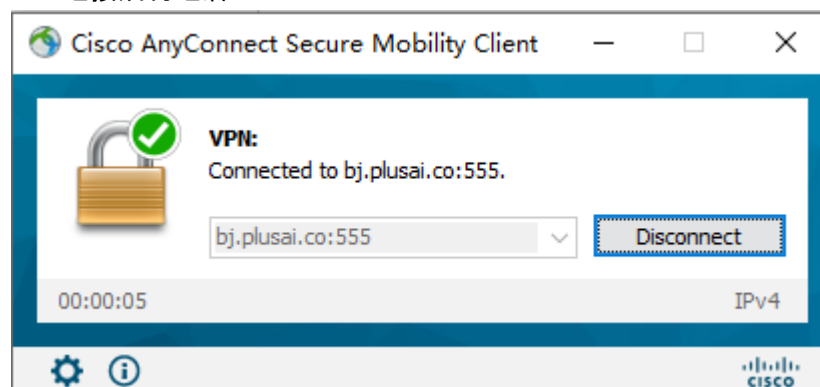 Cisco AnyConnect Secure Mobility Client
VPN:
Connected to bj.plusai.co:555.
bj.plusai.co:555
Disconnect
00:00:05
IPv4
CISCO